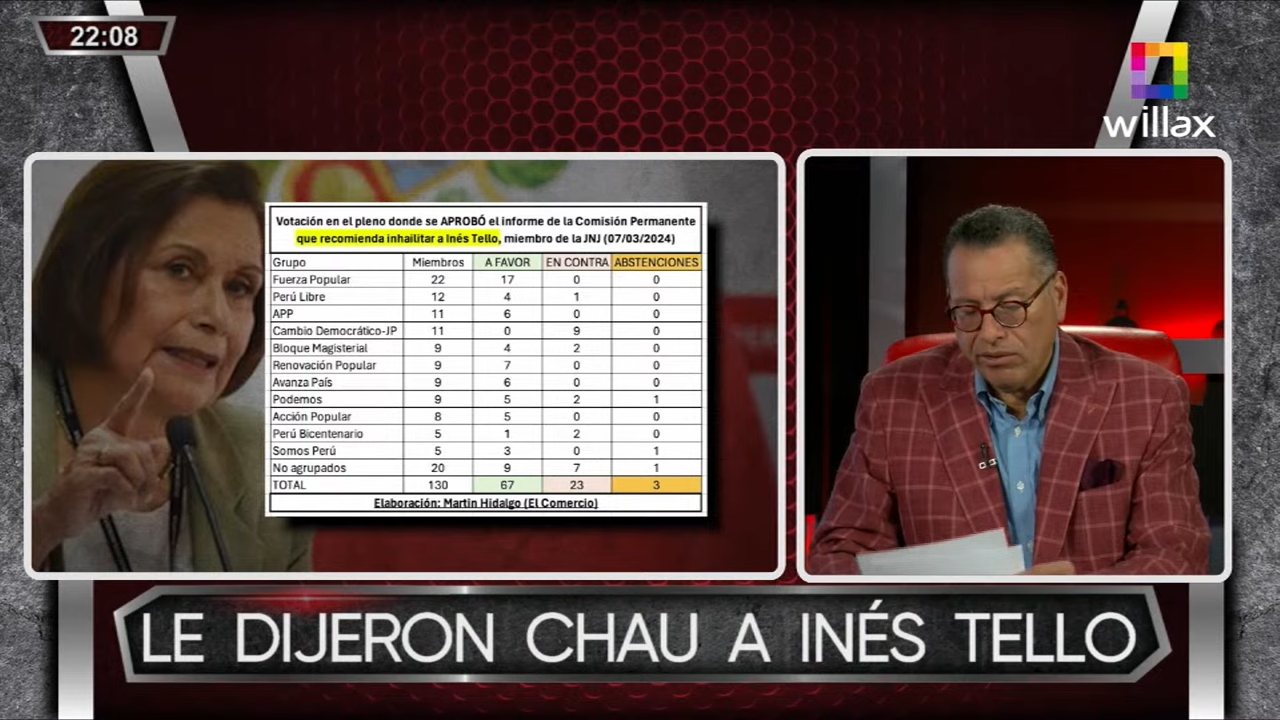 22:08
willax
Votación en el pleno donde se APROBÓ el informe de la Comisión Permanente
que recomienda inhailitar a Inés Tello, miembro de la JNJ (07/03/2024)
Grupo Miembros A FAVOR EN CONTRA ABSTENCIONES
Fuerza Popular 22 17 0 0
Perú Libre 12 4 1 0
APP 11 6 0 0
Cambio Democrático-JP 11 0 9 0
Bloque Magisterial 9 4 2 0
Renovación Popular 9 7 0 0
Avanza País 9 6 0 0
Podemos 9 5 2 1
Acción Popular 8 5 0 0
Perú Bicentenario 5 1 2 0
Somos Perú 5 3 0 1
No agrupados 20 9 7 1
TOTAL 130 67 23 3
Elaboración: Martin Hidalgo (El Comercio)
LE DIJERON CHAU A INÉS TELLO